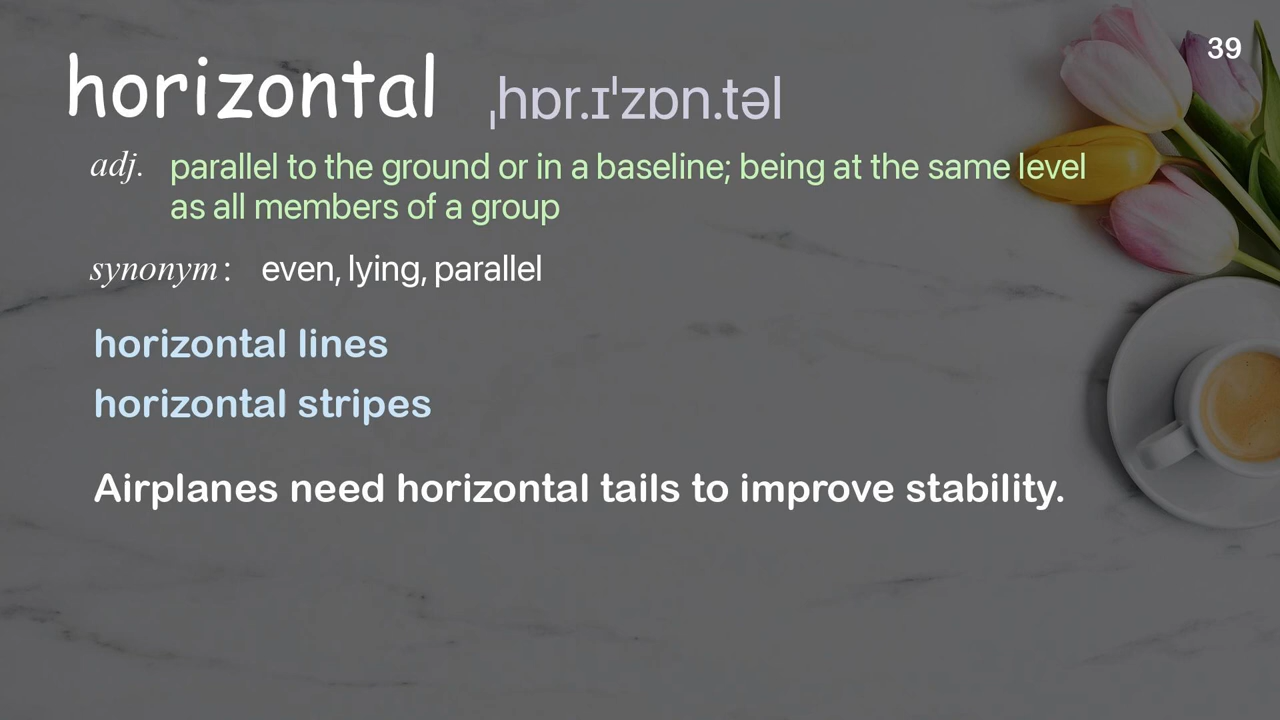 39
horizontal ˌhɒr.ɪˈzɒn.təl
adj. parallel to the ground or in a baseline; being at the same level
as all members of a group
synonym: even, lying, parallel
horizontal lines
horizontal stripes
Airplanes need horizontal tails to improve stability.